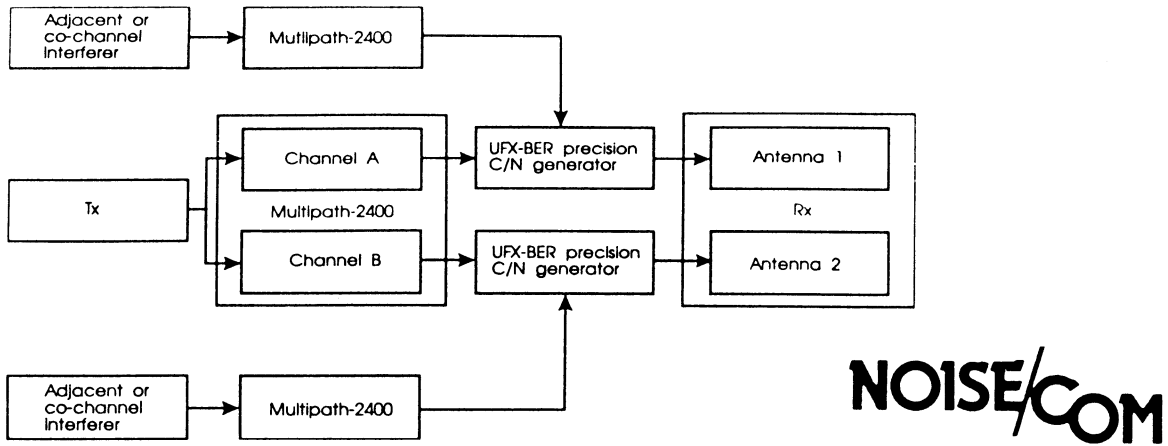 Adjacent or
co-channel
Interferer
Mutlipath-2400
Channel A
UFX-BER precision
C/N generator
Antenna 1
Tx
Multipath-2400
Rx
Channel B
UFX-BER precision
C/N generator
Antenna 2
Adjacent or
co-channel
Interferer
Multipath-2400
NOISE/COM